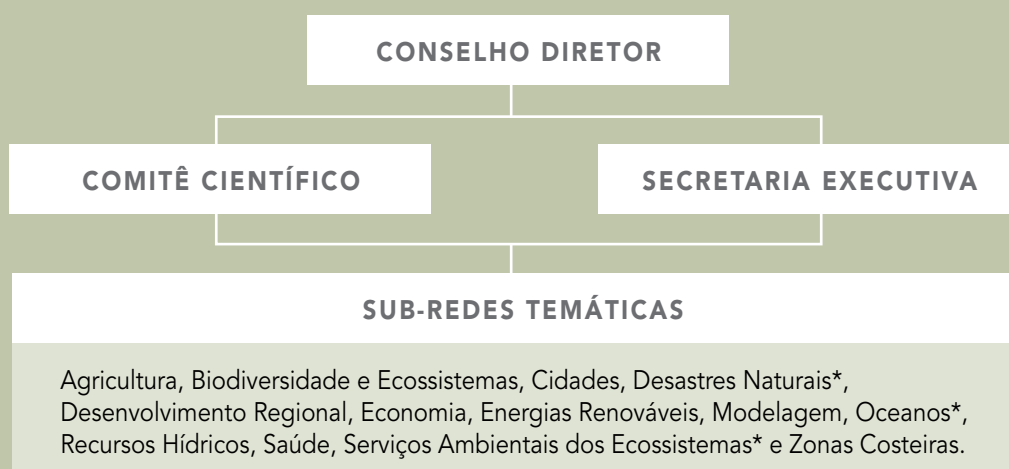 CONSELHO DIRETOR
COMITÊ CIENTÍFICO
SECRETARIA EXECUTIVA
SUB-REDES TEMÁTICAS
Agricultura, Biodiversidade e Ecossistemas, Cidades, Desastres Naturais*,
Desenvolvimento Regional, Economia, Energias Renováveis, Modelagem, Oceanos*,
Recursos Hídricos, Saúde, Serviços Ambientais dos Ecossistemas* e Zonas Costeiras.